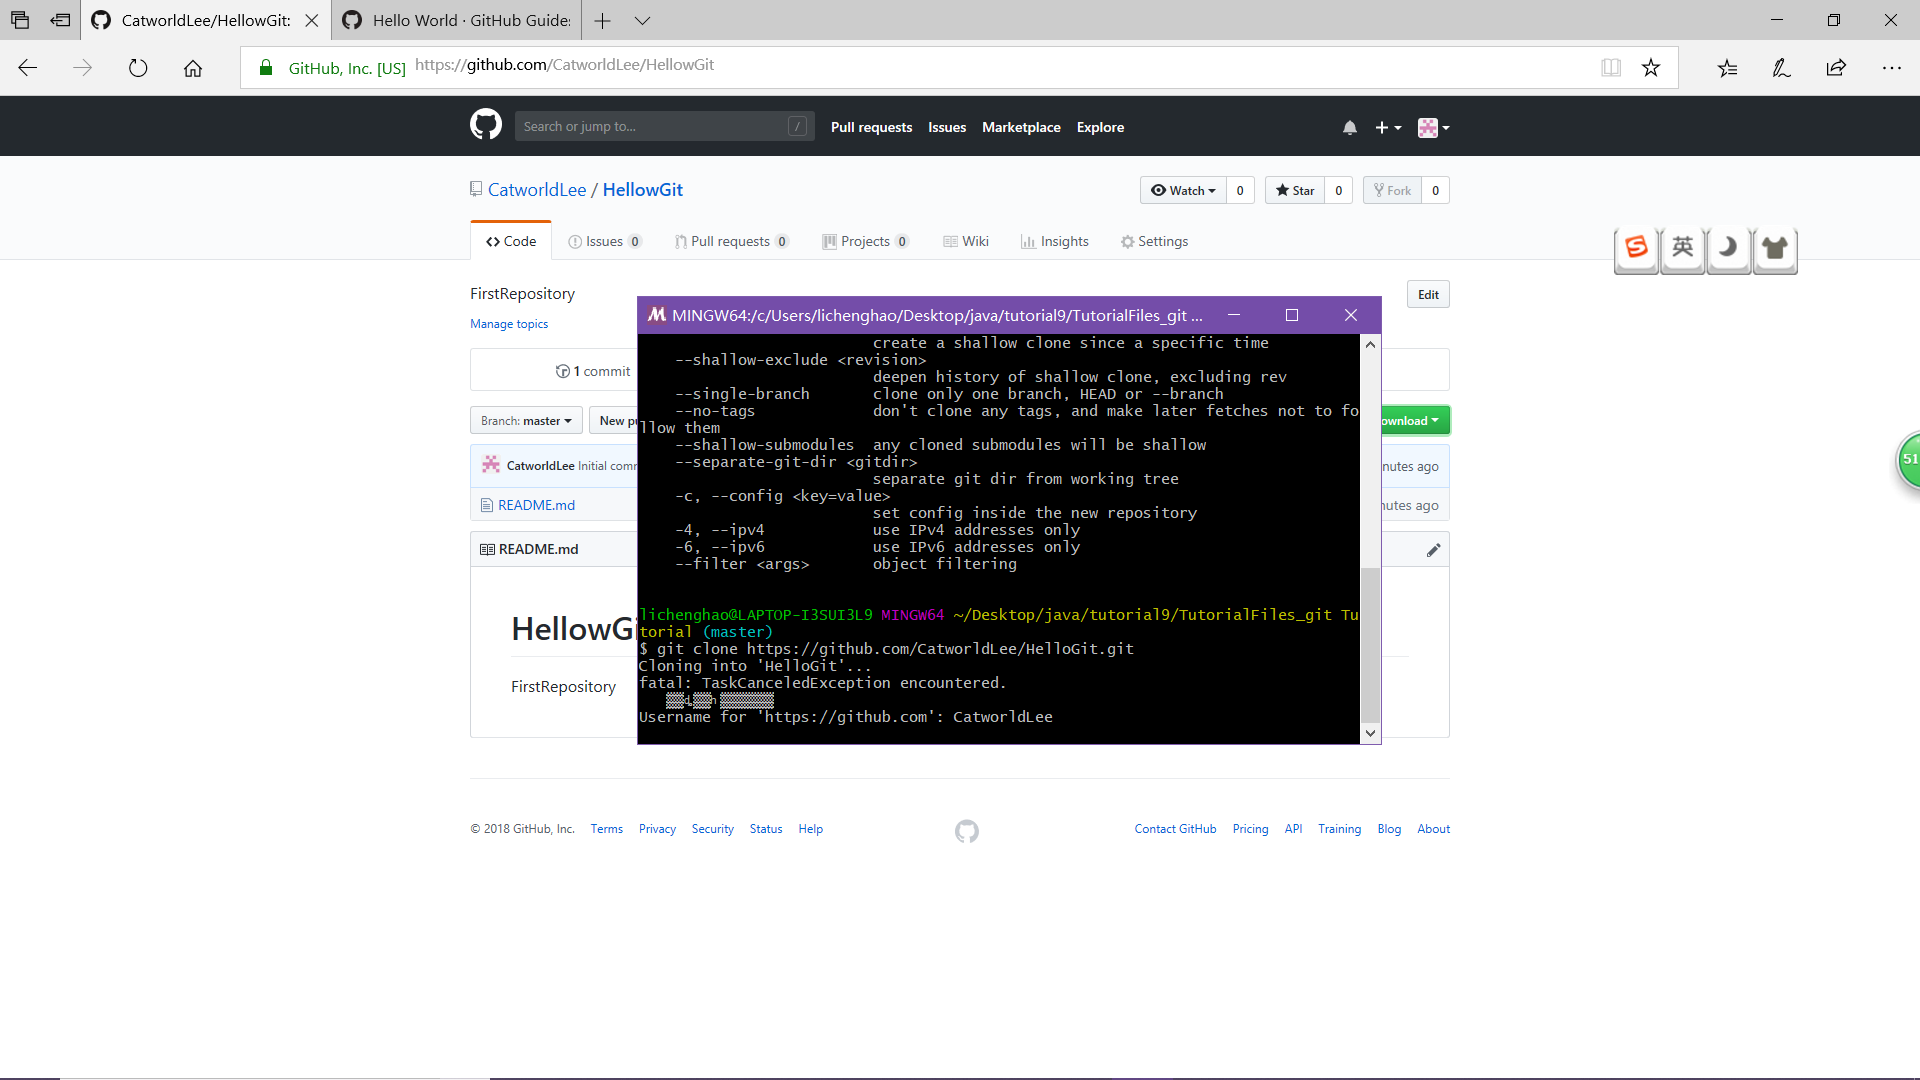 CatworldLee/HellowGit:
Hello World · GitHub Guide
GitHub, Inc. [US]
https://github.com/CatworldLee/HellowGit
Search or jump to...
/
Pull requests
Issues
Marketplace
Explore
CatworldLee / HellowGit
Watch
0
Star
0
Fork
0
Code
Issues 0
Pull requests 0
Projects 0
Wiki
Insights
Settings
S
英
FirstRepository
Edit
Manage topics
1 commit
Branch: master
New pu
ownload
CatworldLee Initial comm
nutes ago
README.md
nutes ago
README.md
HellowGi
FirstRepository
MINGW64:/c/Users/lichenghao/Desktop/java/tutorial9/TutorialFiles_git ...
create a shallow clone since a specific time
--shallow-exclude <revision>
deepen history of shallow clone, excluding rev
--single-branch clone only one branch, HEAD or --branch
--no-tags don't clone any tags, and make later fetches not to fo
llow them
--shallow-submodules any cloned submodules will be shallow
--separate-git-dir <gitdir>
separate git dir from working tree
-c, --config <key=value>
set config inside the new repository
-4, --ipv4 use IPv4 addresses only
-6, --ipv6 use IPv6 addresses only
--filter <args> object filtering
lichenghao@LAPTOP-I3SUI3L9 MINGW64 ~/Desktop/java/tutorial9/TutorialFiles_git Tu
torial (master)
$ git clone https://github.com/CatworldLee/HelloGit.git
Cloning into 'HelloGit'...
fatal: TaskCanceledException encountered.
Username for 'https://github.com': CatworldLee
51
© 2018 GitHub, Inc.
Terms
Privacy
Security
Status
Help
Contact GitHub
Pricing
API
Training
Blog
About